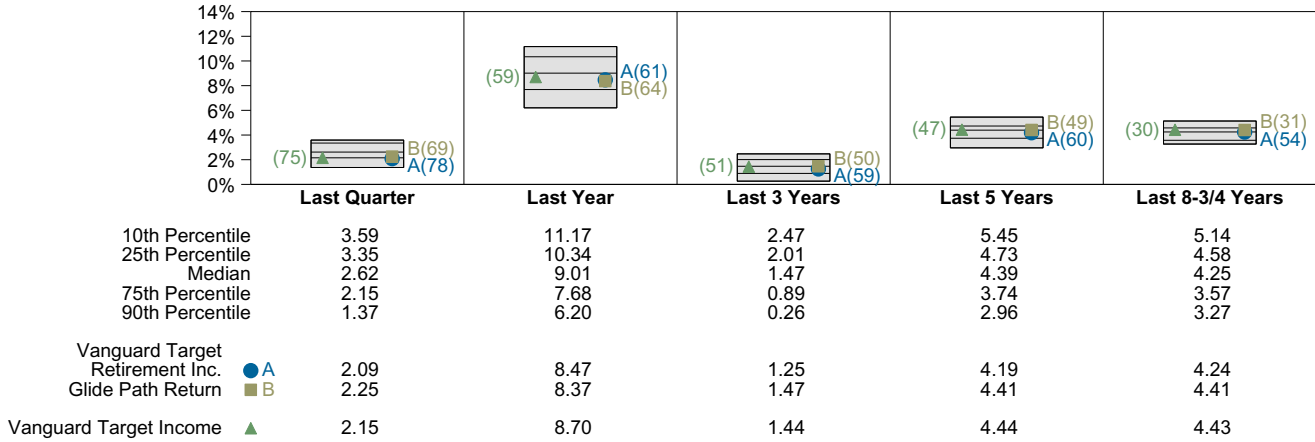 14%
12%
10%
8%
6%
4%
2%
0%
(75)
B(69)
A(78)
(59)
A(61)
B(64)
(51)
B(50)
A(59)
(47)
B(49)
A(60)
(30)
B(31)
A(54)
Last Quarter Last Year Last 3 Years Last 5 Years Last 8-3/4 Years
10th Percentile 3.59 11.17 2.47 5.45 5.14
25th Percentile 3.35 10.34 2.01 4.73 4.58
Median 2.62 9.01 1.47 4.39 4.25
75th Percentile 2.15 7.68 0.89 3.74 3.57
90th Percentile 1.37 6.20 0.26 2.96 3.27
Vanguard Target
Retirement Inc. A 2.09 8.47 1.25 4.19 4.24
Glide Path Return B 2.25 8.37 1.47 4.41 4.41
Vanguard Target Income 2.15 8.70 1.44 4.44 4.43